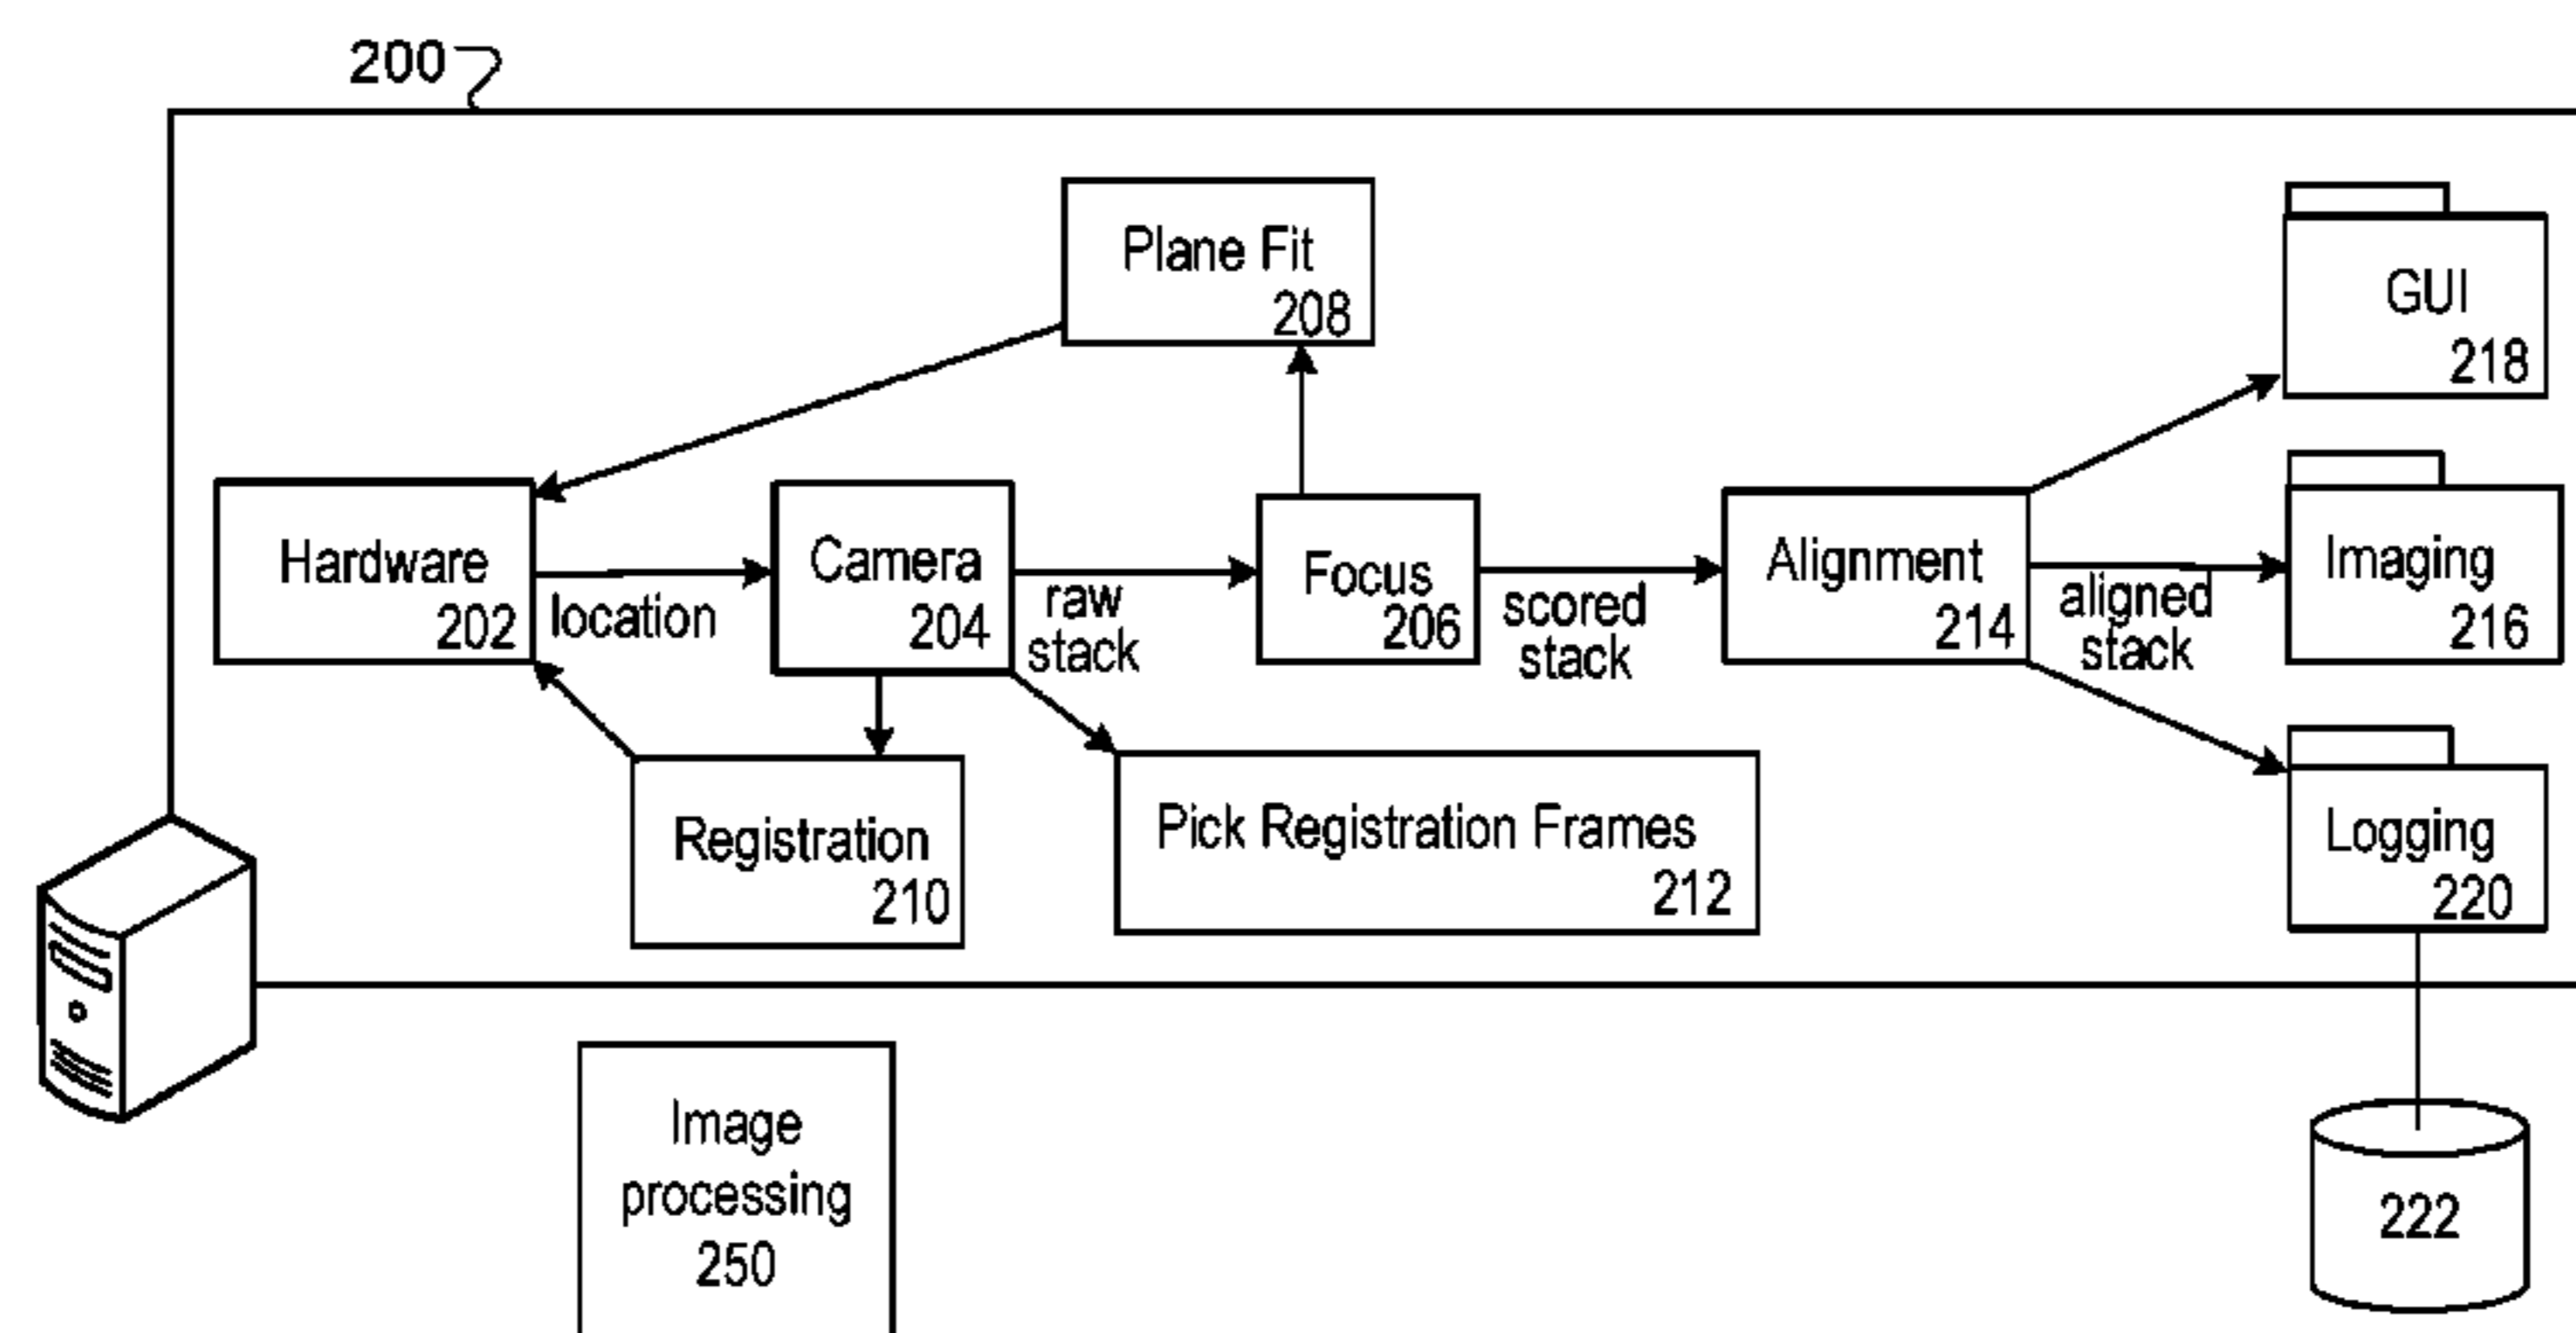 200
Plane Fit
208
GUI
218
Hardware
202
location
Camera
204
raw
stack
Focus
206
scored
stack
Alignment
214
aligned
stack
Imaging
216
Registration
210
Pick Registration Frames
212
Logging
220
Image
processing
250
222